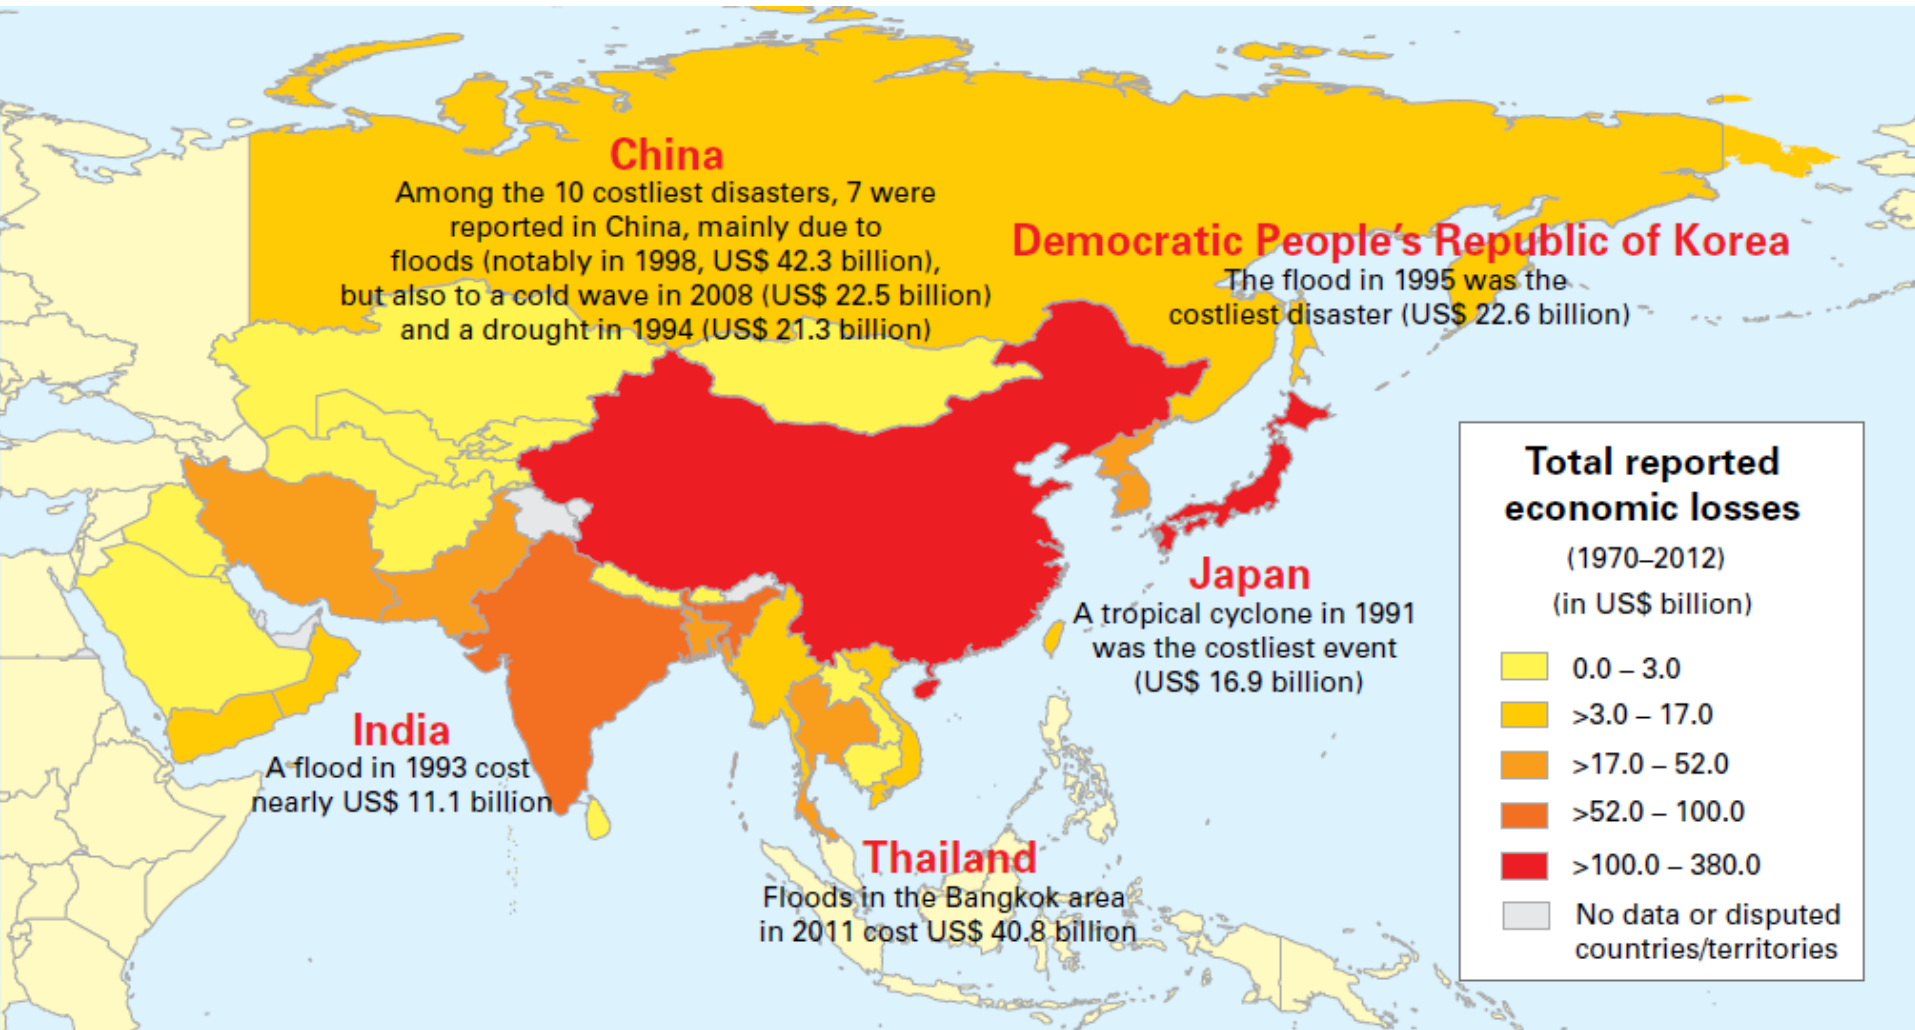 China
Among the 10 costliest disasters, 7 were
reported in China, mainly due to
floods (notably in 1998, US$ 42.3 billion),
but also to a cold wave in 2008 (US$ 22.5 billion)
and a drought in 1994 (US$ 21.3 billion)
Democratic People's Republic of Korea
The flood in 1995 was the
costliest disaster (US$ 22.6 billion)
Japan
A tropical cyclone in 1991
was the costliest event
(US$ 16.9 billion)
India
A flood in 1993 cost
nearly US$ 11.1 billion
Thailand
Floods in the Bangkok area
in 2011 cost US$ 40.8 billion
Total reported
economic losses
(1970–2012)
(in US$ billion)
0.0 – 3.0
>3.0 – 17.0
>17.0 – 52.0
>52.0 – 100.0
>100.0 – 380.0
No data or disputed
countries/territories